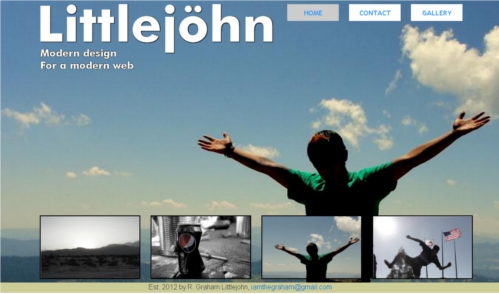 Littlejöhn
HOME CONTACT GALLERY
Modern design
For a modern web
Est. 2012 by R. Graham Littlejohn, iamthegraham@gmail.com